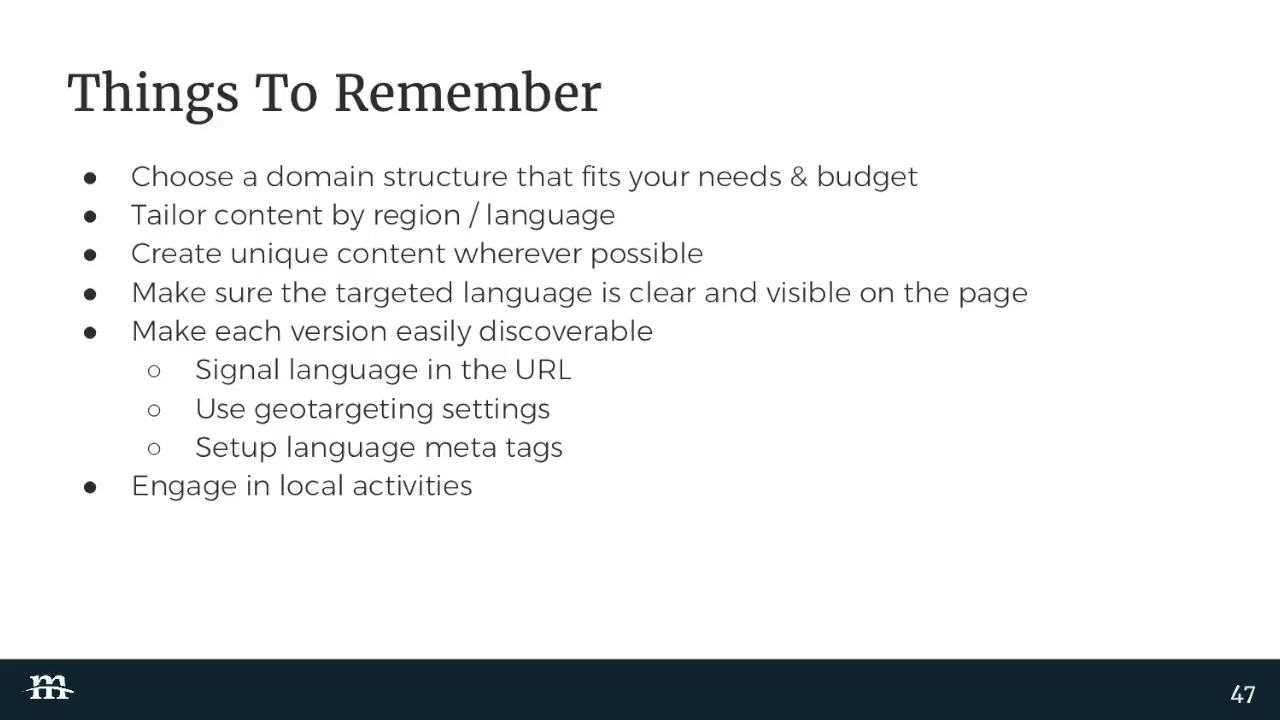 Things To Remember
● Choose a domain structure that fits your needs & budget
● Tailor content by region / language
● Create unique content wherever possible
● Make sure the targeted language is clear and visible on the page
● Make each version easily discoverable
○ Signal language in the URL
○ Use geotargeting settings
○ Setup language meta tags
● Engage in local activities
m
47